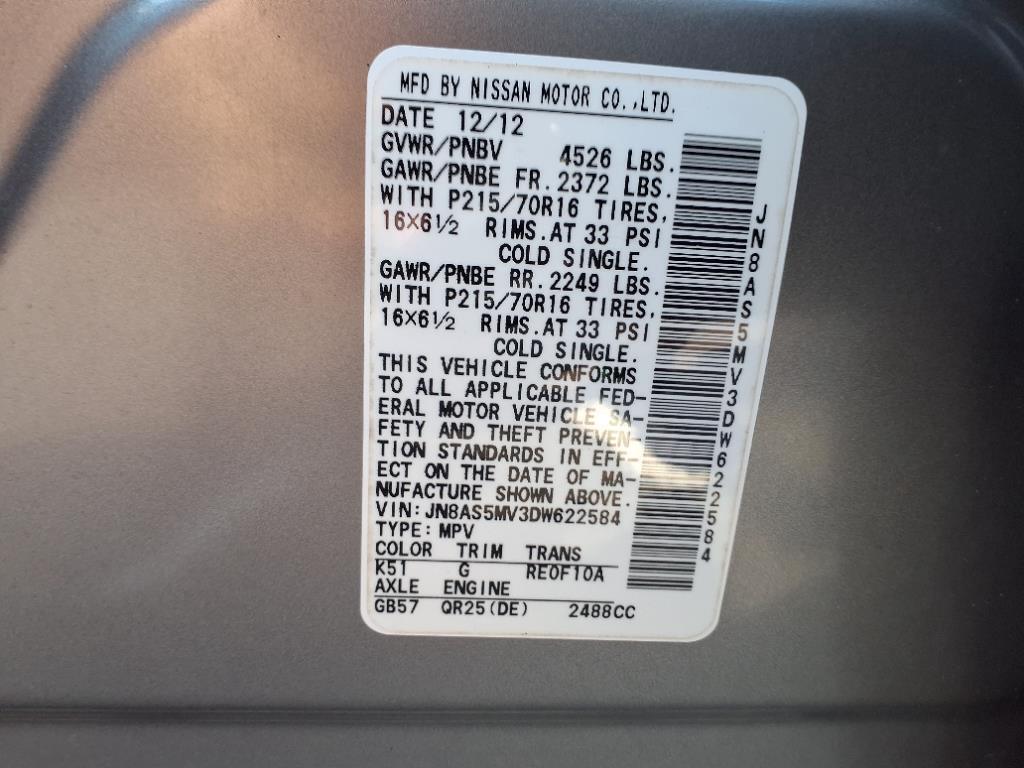 MFD BY NISSAN MOTOR CO.,LTD.
DATE 12/12
GVWR/PNBV 4526 LBS.
GAWR/PNBE FR. 2372 LBS.
WITH P215/70R16 TIRES,
16×6½ RIMS. AT 33 PSI
COLD SINGLE.
GAWR/PNBE RR. 2249 LBS.
WITH P215/70R16 TIRES,
16×6½ RIMS. AT 33 PSI
COLD SINGLE.
THIS VEHICLE CONFORMS
TO ALL APPLICABLE FED-
ERAL MOTOR VEHICLE SA-
FETY AND THEFT PREVEN-
TION STANDARDS IN EFF-
ECT ON THE DATE OF MA-
NUFACTURE SHOWN ABOVE.
VIN: JN8AS5MV3DW622584
TYPE: MPV
COLOR TRIM TRANS
K51 G RE0F10A
AXLE ENGINE
GB57 QR25(DE) 2488CC
JN8AS5MV3DW622584